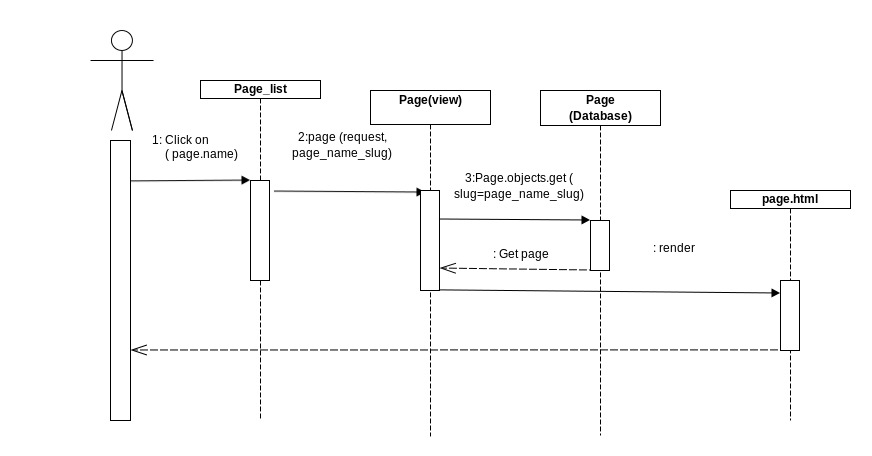 Page_list
Page(view)
Page
(Database)
1: Click on
( page.name)
2:page (request,
page_name_slug)
3:Page.objects.get (
slug=page_name_slug)
page.html
: Get page
: render